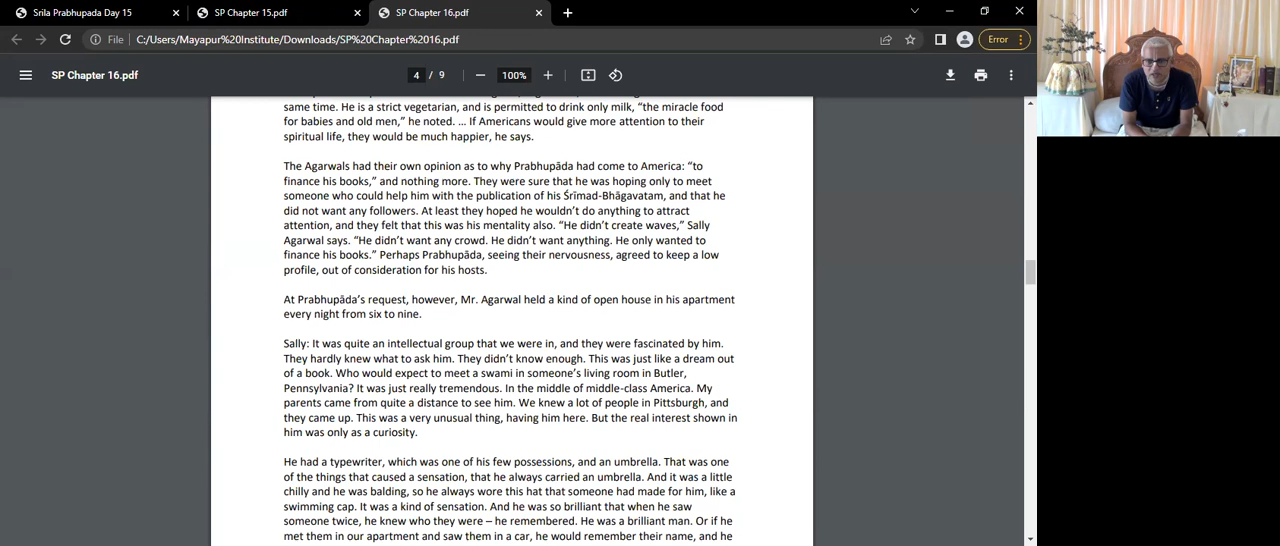 Srila Prabhupada Day 15
SP Chapter 15.pdf
SP Chapter 16.pdf
File
C:/Users/Mayapur%20Institute/Downloads/SP%20Chapter%2016.pdf
Error
SP Chapter 16.pdf
4 / 9
100%
same time. He is a strict vegetarian, and is permitted to drink only milk, “the miracle food
for babies and old men,” he noted. … If Americans would give more attention to their
spiritual life, they would be much happier, he says.
The Agarwals had their own opinion as to why Prabhupāda had come to America: “to
finance his books,” and nothing more. They were sure that he was hoping only to meet
someone who could help him with the publication of his Śrīmad-Bhāgavatam, and that he
did not want any followers. At least they hoped he wouldn’t do anything to attract
attention, and they felt that this was his mentality also. “He didn’t create waves,” Sally
Agarwal says. “He didn’t want any crowd. He didn’t want anything. He only wanted to
finance his books.” Perhaps Prabhupāda, seeing their nervousness, agreed to keep a low
profile, out of consideration for his hosts.
At Prabhupāda’s request, however, Mr. Agarwal held a kind of open house in his apartment
every night from six to nine.
Sally: It was quite an intellectual group that we were in, and they were fascinated by him.
They hardly knew what to ask him. They didn’t know enough. This was just like a dream out
of a book. Who would expect to meet a swami in someone’s living room in Butler,
Pennsylvania? It was just really tremendous. In the middle of middle-class America. My
parents came from quite a distance to see him. We knew a lot of people in Pittsburgh, and
they came up. This was a very unusual thing, having him here. But the real interest shown in
him was only as a curiosity.
He had a typewriter, which was one of his few possessions, and an umbrella. That was one
of the things that caused a sensation, that he always carried an umbrella. And it was a little
chilly and he was balding, so he always wore this hat that someone had made for him, like a
swimming cap. It was a kind of sensation. And he was so brilliant that when he saw
someone twice, he knew who they were – he remembered. He was a brilliant man. Or if he
met them in our apartment and saw them in a car, he would remember their name, and he